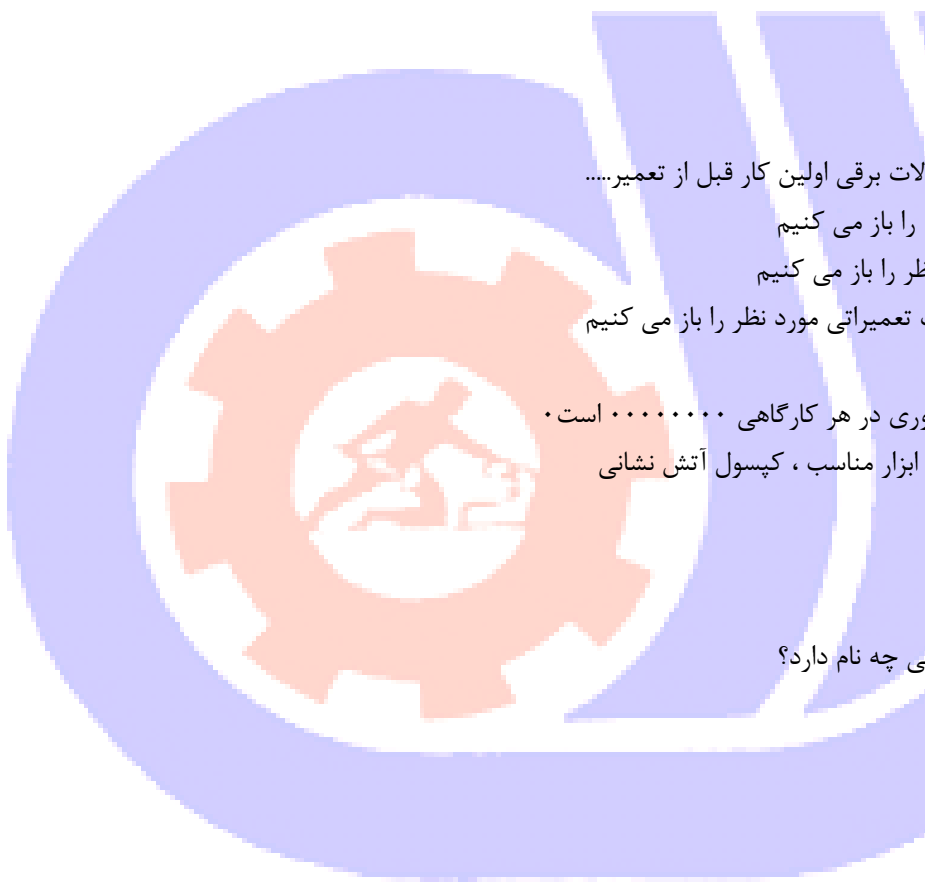 لات برقی اولین کار قبل از تعمیر.....
را باز می کنیم
ظر را باز می کنیم
تعمیراتی مورد نظر را باز می کنیم
وری در هر کارگاهی ۰۰۰۰۰۰۰۰۰ است۰
ابزار مناسب ، کپسول آتش نشانی
ی چه نام دارد؟